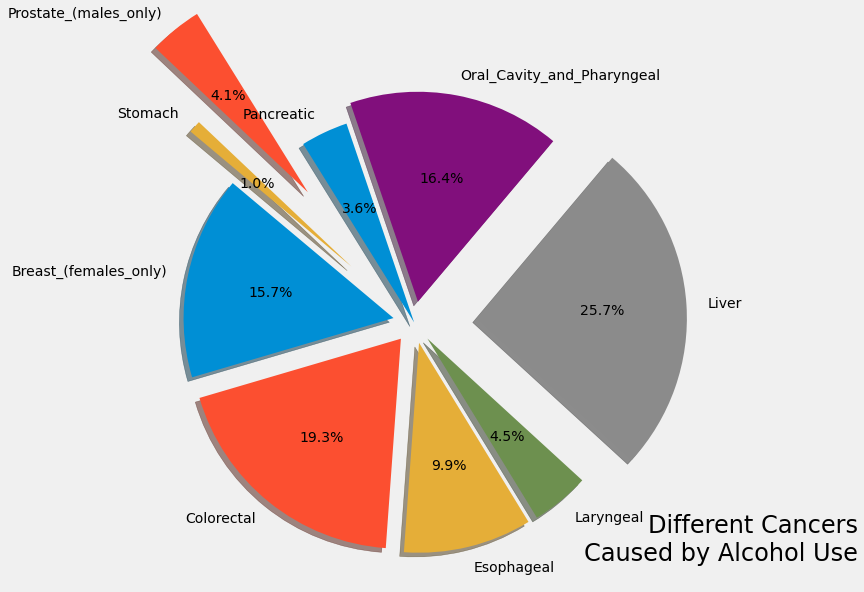 Prostate_(males_only)
4.1%
Oral_Cavity_and_Pharyngeal
16.4%
Stomach
1.0%
Pancreatic
3.6%
Breast_(females_only)
15.7%
Liver
25.7%
Colorectal
19.3%
Esophageal
9.9%
Laryngeal
4.5%
Different Cancers
Caused by Alcohol Use